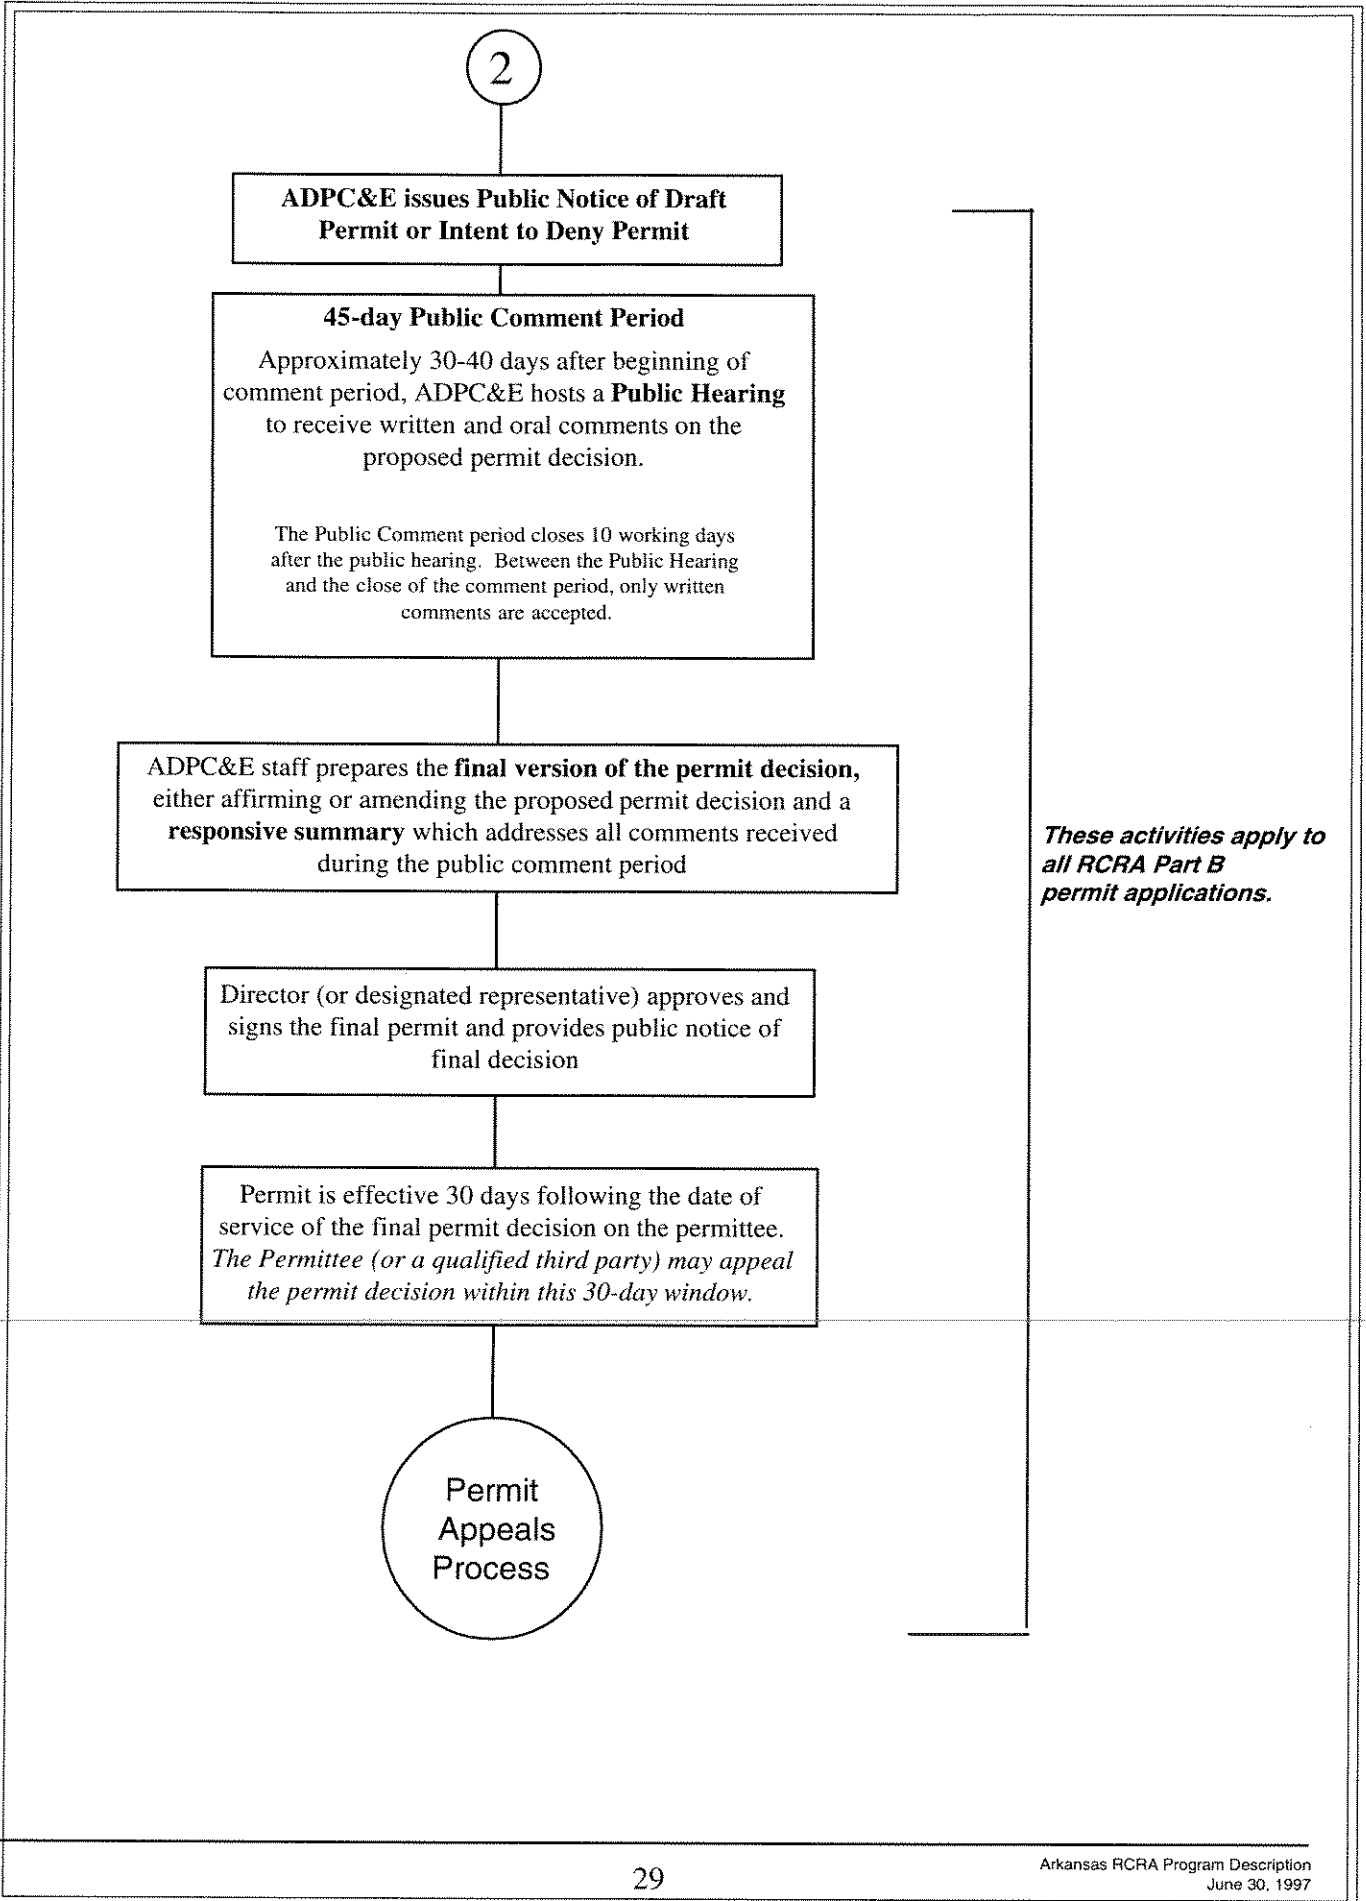 2
ADPC&E issues Public Notice of Draft
Permit or Intent to Deny Permit
45-day Public Comment Period
Approximately 30-40 days after beginning of
comment period, ADPC&E hosts a Public Hearing
to receive written and oral comments on the
proposed permit decision.
The Public Comment period closes 10 working days
after the public hearing. Between the Public Hearing
and the close of the comment period, only written
comments are accepted.
ADPC&E staff prepares the final version of the permit decision,
either affirming or amending the proposed permit decision and a
responsive summary which addresses all comments received
during the public comment period
These activities apply to
all RCRA Part B
permit applications.
Director (or designated representative) approves and
signs the final permit and provides public notice of
final decision
Permit is effective 30 days following the date of
service of the final permit decision on the permittee.
The Permittee (or a qualified third party) may appeal
the permit decision within this 30-day window.
Permit
Appeals
Process
29
Arkansas RCRA Program Description
June 30, 1997